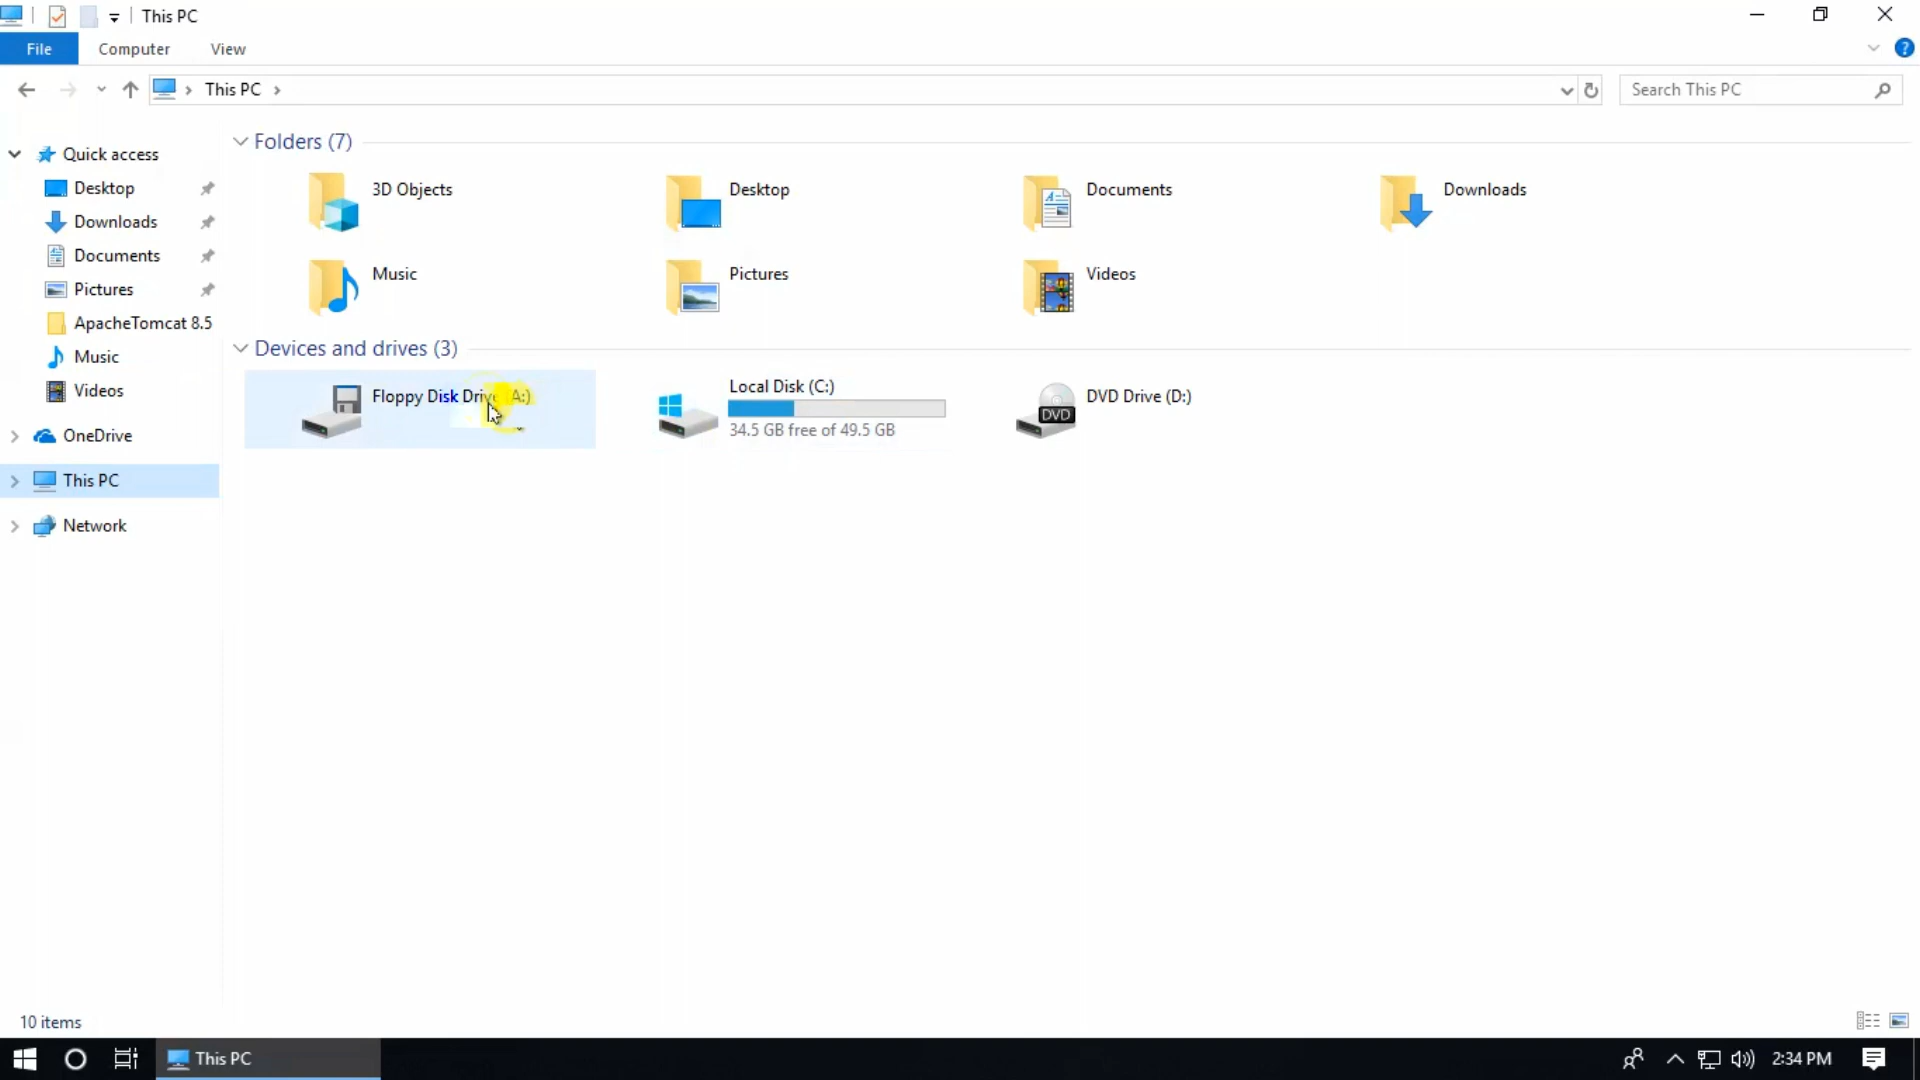 This PC
File Computer View
This PC
Search This PC
Quick access
Desktop
Downloads
Documents
Pictures
ApacheTomcat 8.5
Music
Videos
OneDrive
This PC
Network
Folders (7)
3D Objects
Desktop
Documents
Downloads
Music
Pictures
Videos
Devices and drives (3)
Floppy Disk Drive (A:)
Local Disk (C:)
34.5 GB free of 49.5 GB
DVD Drive (D:)
DVD
10 items
This PC
2:34 PM